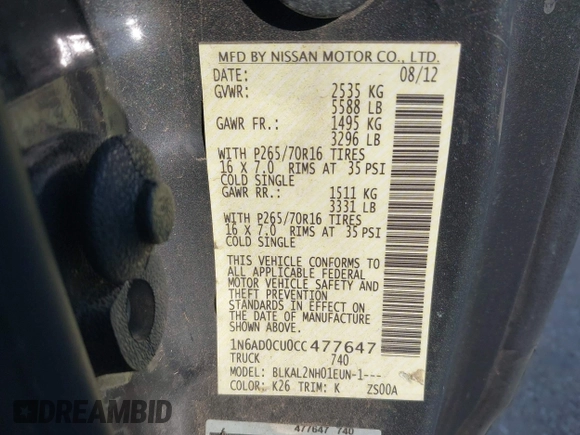 MFD BY NISSAN MOTOR CO., LTD.
DATE: 08/12
GVWR: 2535 KG
5588 LB
GAWR FR.: 1495 KG
3296 LB
WITH P265/70R16 TIRES
16 X 7.0 RIMS AT 35 PSI
COLD SINGLE
GAWR RR.: 1511 KG
3331 LB
WITH P265/70R16 TIRES
16 X 7.0 RIMS AT 35 PSI
COLD SINGLE
THIS VEHICLE CONFORMS TO
ALL APPLICABLE FEDERAL
MOTOR VEHICLE SAFETY AND
THEFT PREVENTION
STANDARDS IN EFFECT ON
THE DATE OF MANUFACTURE
SHOWN ABOVE.
1N6AD0CU0CC477647
TRUCK 740
MODEL: BLKAL2NH01EUN-1---
COLOR: K26 TRIM: K ZS00A
477647 740
DREAMBID